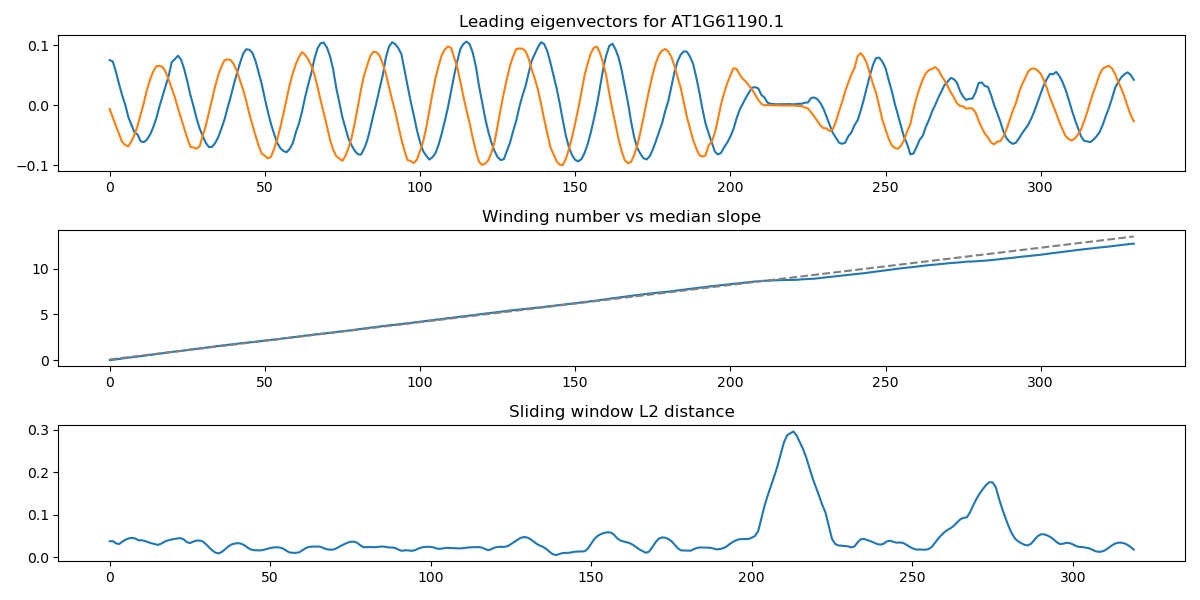 Leading eigenvectors for AT1G61190.1
0.1
0.0
−0.1
0 50 100 150 200 250 300
Winding number vs median slope
10
5
0
0 50 100 150 200 250 300
Sliding window L2 distance
0.3
0.2
0.1
0.0
0 50 100 150 200 250 300